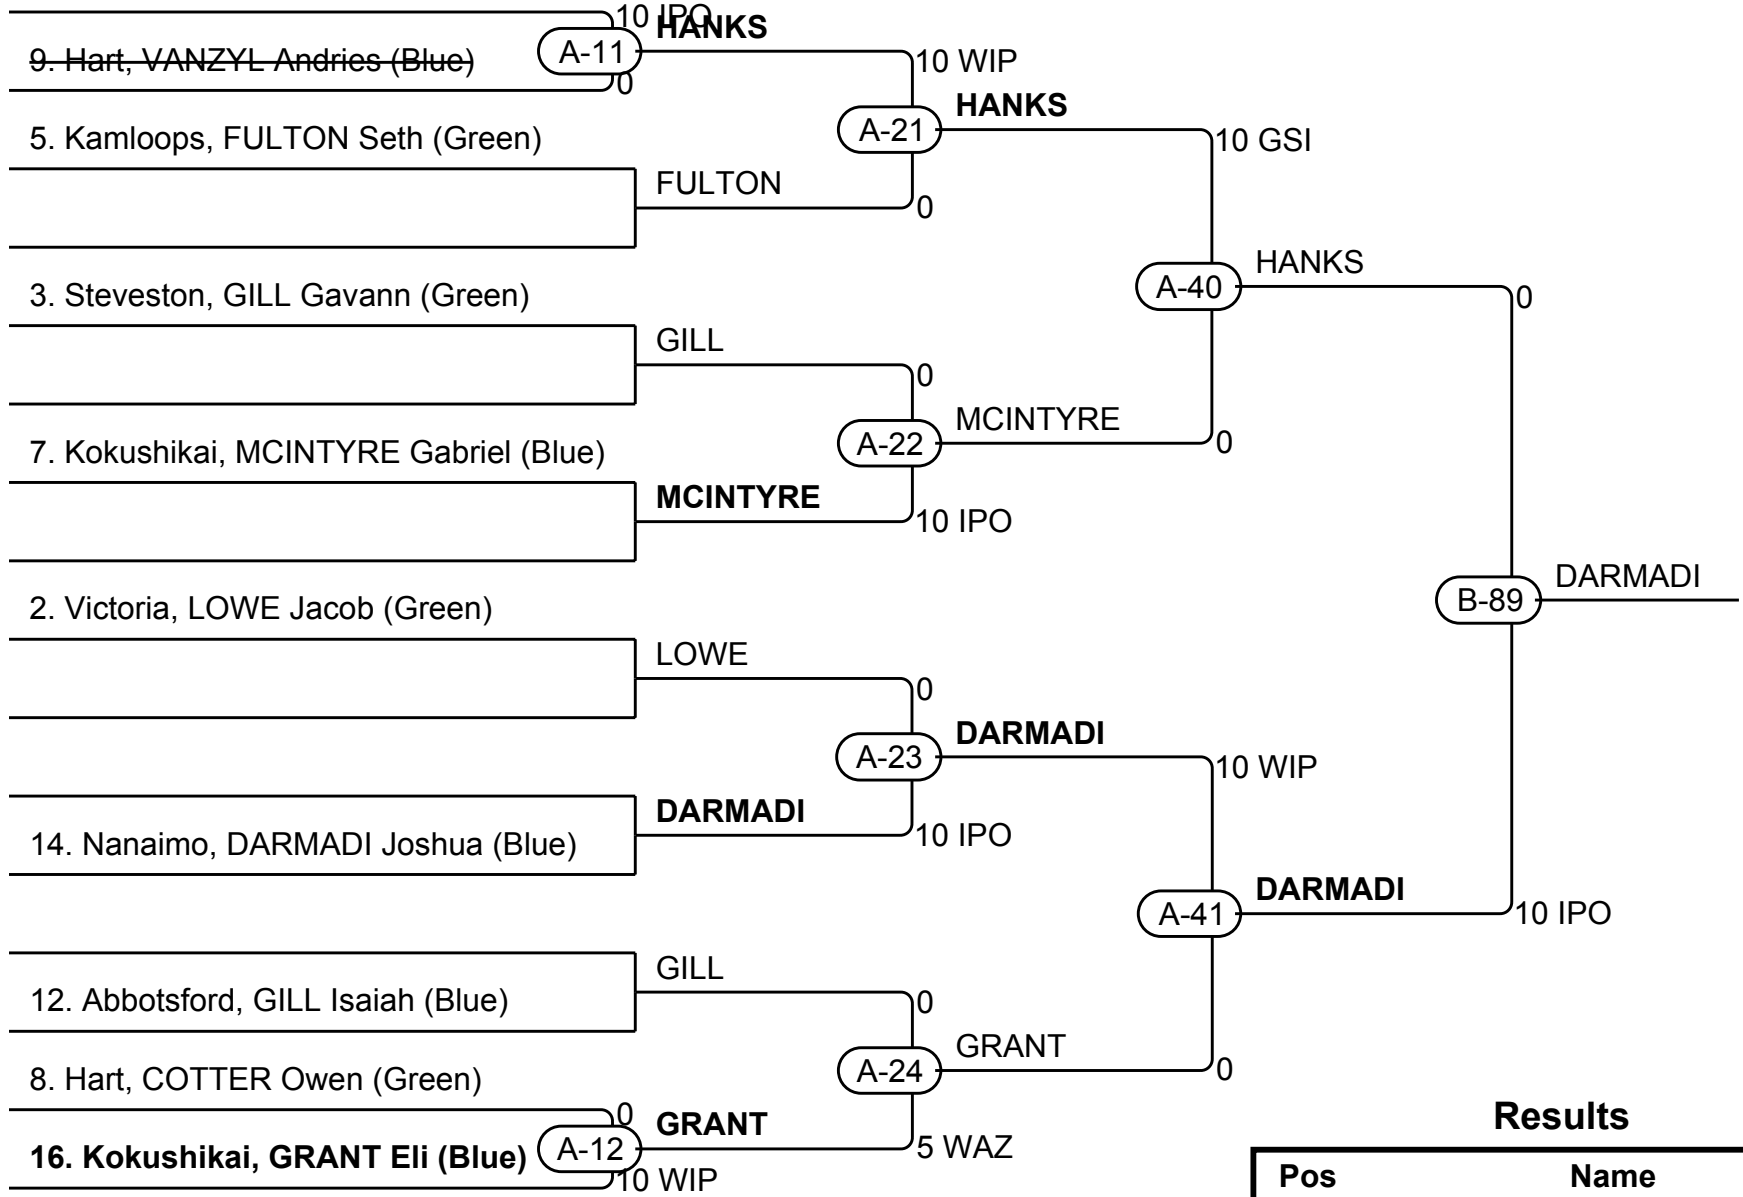 10 IPO
HANKS
9. Hart, VANZYL Andries (Blue)
A-11
0
10 WIP
HANKS
5. Kamloops, FULTON Seth (Green)
A-21
10 GSI
FULTON
0
HANKS
3. Steveston, GILL Gavann (Green)
A-40
0
GILL
0
MCINTYRE
7. Kokushikai, MCINTYRE Gabriel (Blue)
A-22
0
MCINTYRE
10 IPO
DARMADI
2. Victoria, LOWE Jacob (Green)
B-89
LOWE
0
DARMADI
A-23
10 WIP
DARMADI
10 IPO
14. Nanaimo, DARMADI Joshua (Blue)
DARMADI
A-41
10 IPO
GILL
12. Abbotsford, GILL Isaiah (Blue)
0
GRANT
8. Hart, COTTER Owen (Green)
A-24
0
0
GRANT
Results
16. Kokushikai, GRANT Eli (Blue)
A-12
5 WAZ
10 WIP
Pos Name